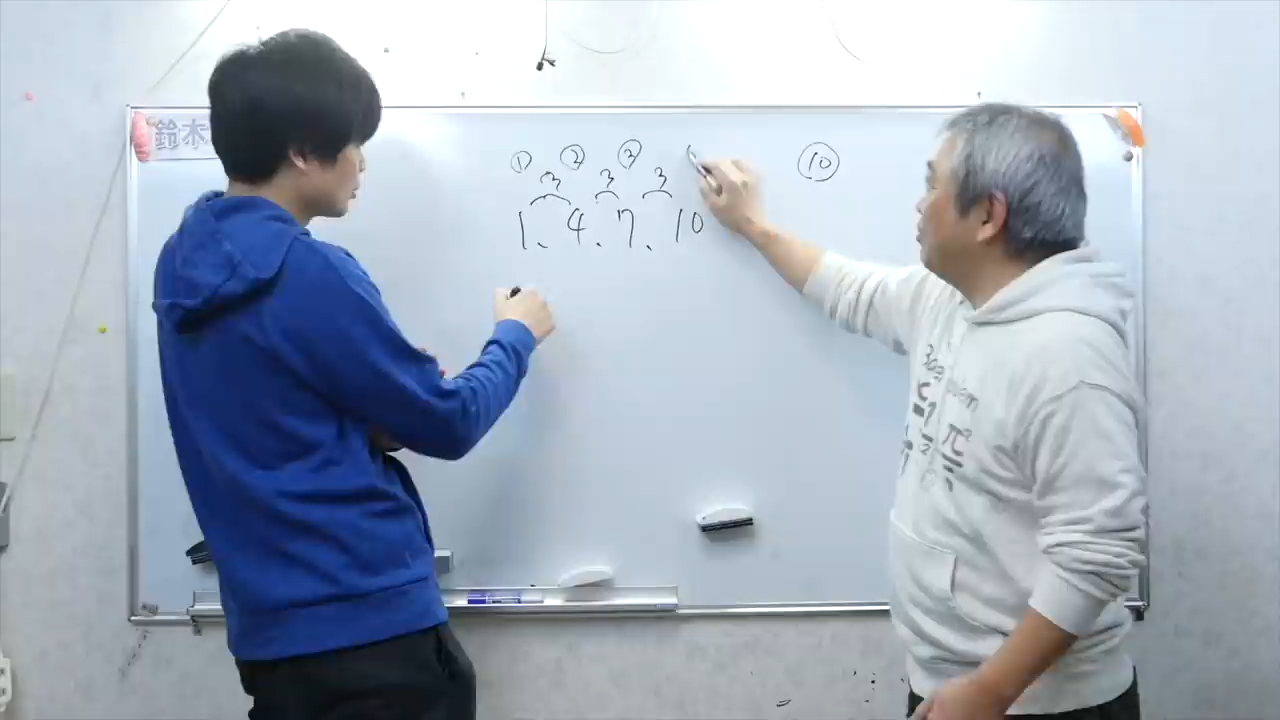 鈴木
① ② ③ ⑩
3 3 3
1、4、7、10